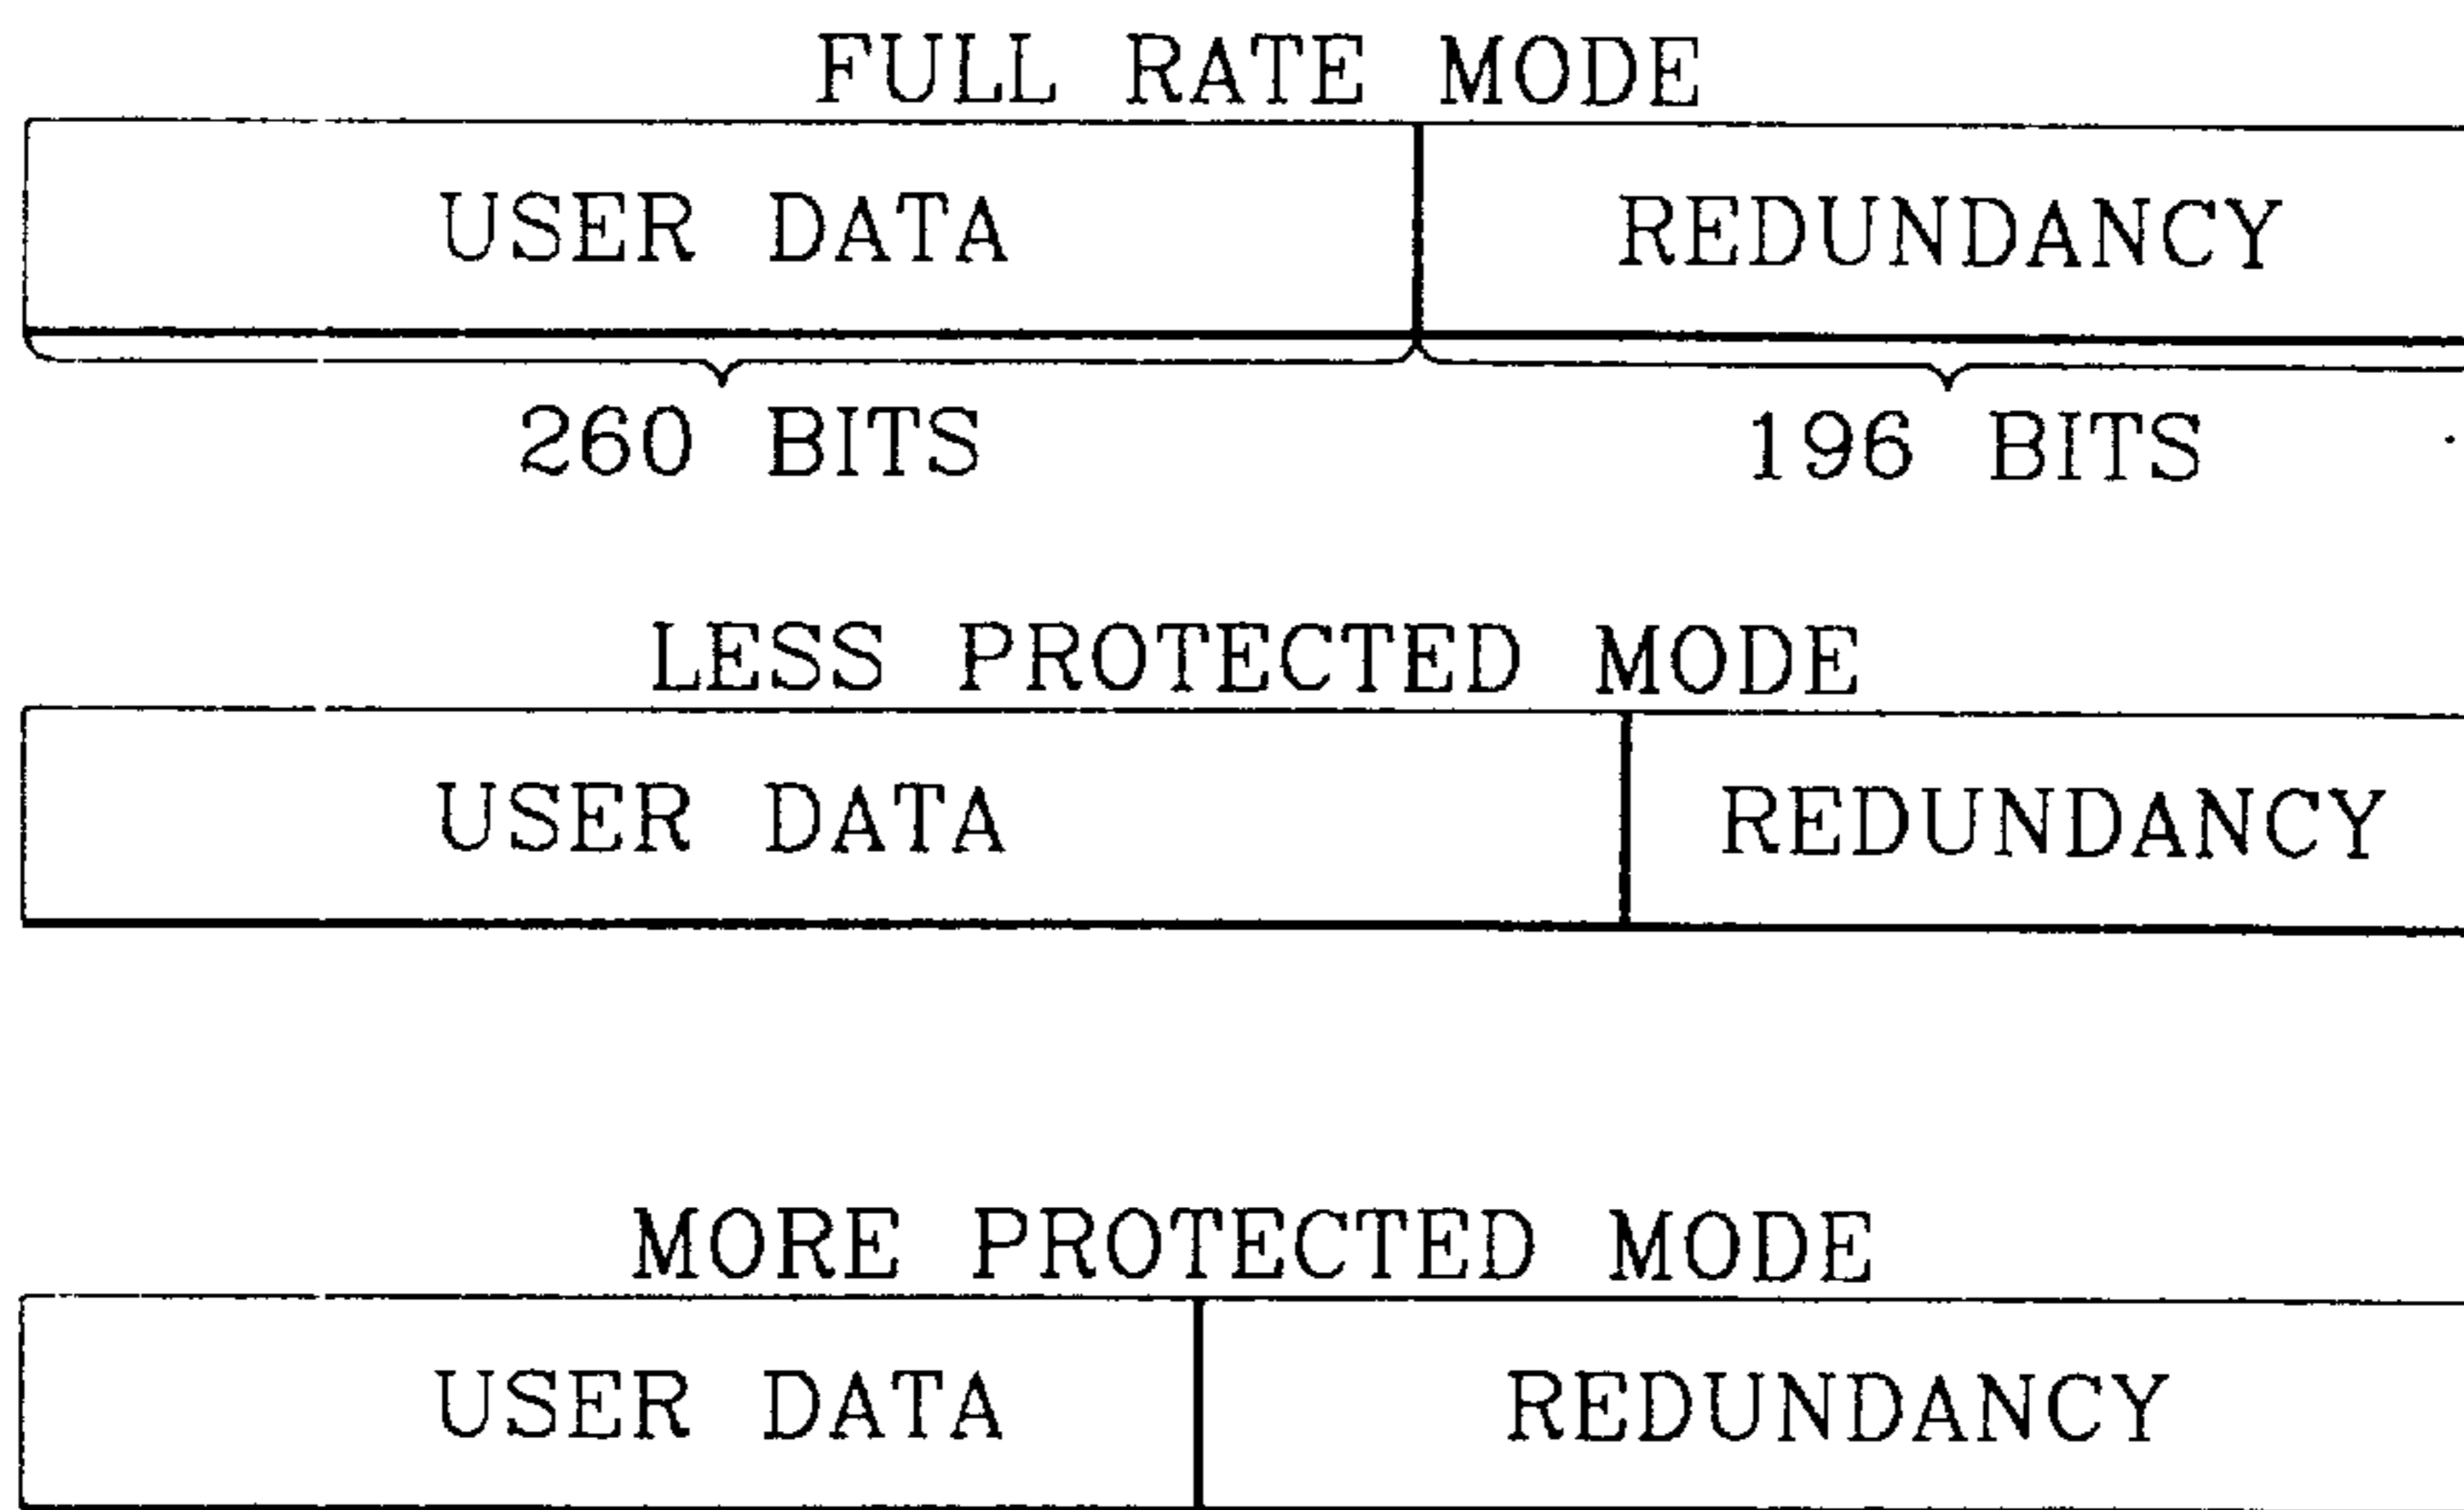 FULL RATE MODE
USER DATA REDUNDANCY
260 BITS 196 BITS
LESS PROTECTED MODE
USER DATA REDUNDANCY
MORE PROTECTED MODE
USER DATA REDUNDANCY